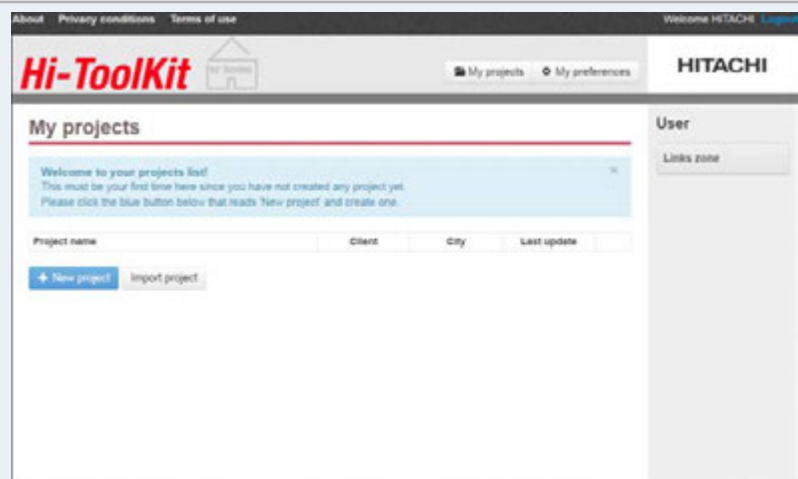 About Privacy conditions Terms of use Welcome HITACHI Logout
Hi-ToolKit for Home
My projects My preferences
HITACHI
My projects
User
Links zone
Welcome to your projects list!
This must be your first time here since you have not created any project yet.
Please click the blue button below that reads 'New project' and create one.
Project name Client City Last update
New project Import project